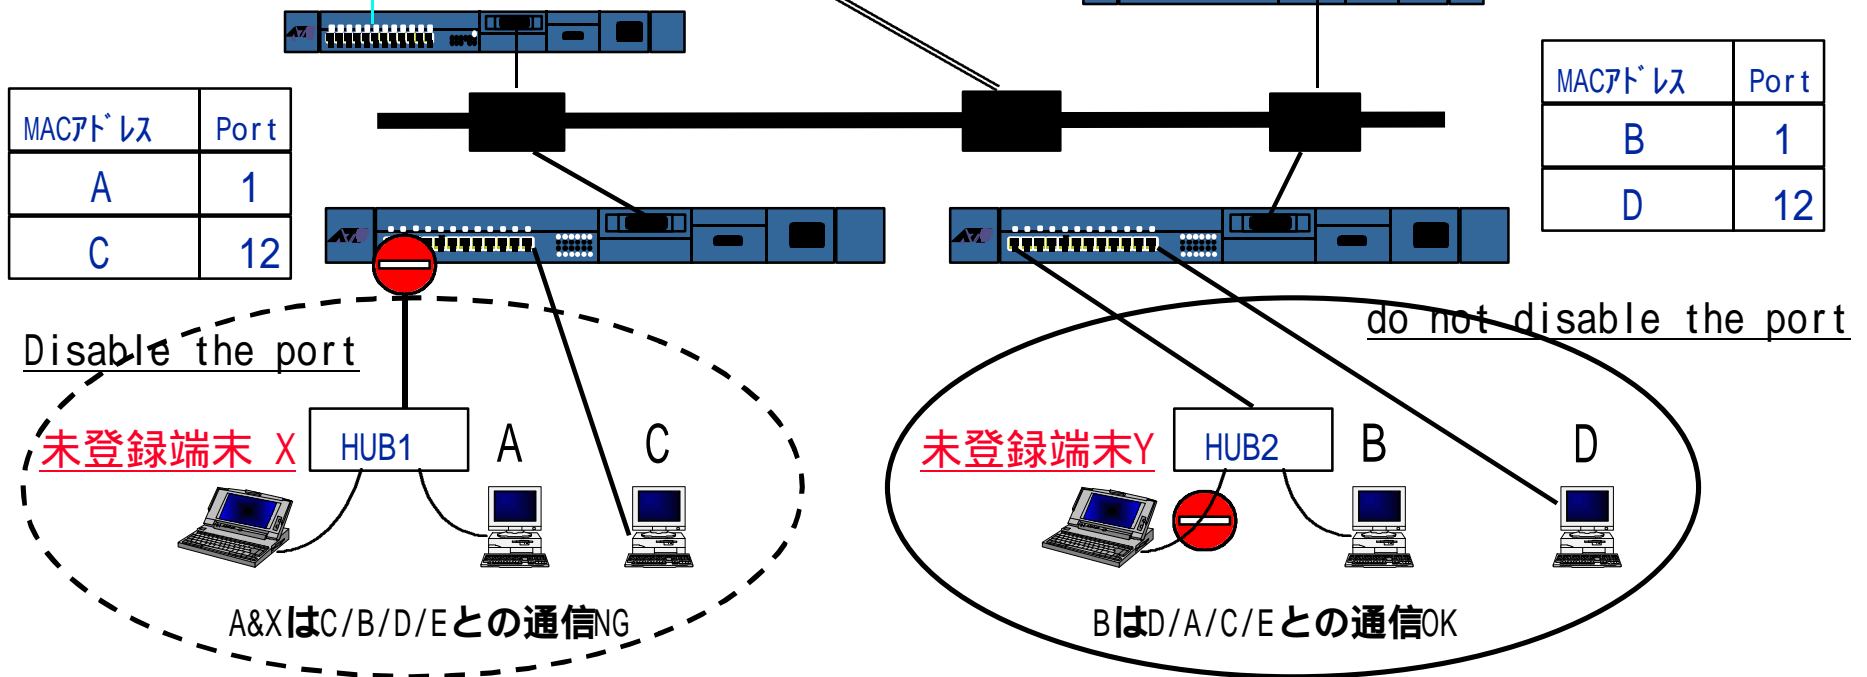 MACアドレス Port
A 1
C 12
MACアドレス Port
B 1
D 12
Disable the port
do not disable the port
未登録端末 X HUB1 A C
未登録端末Y HUB2 B D
A&XはC/B/D/Eとの通信NG
BはD/A/C/Eとの通信OK